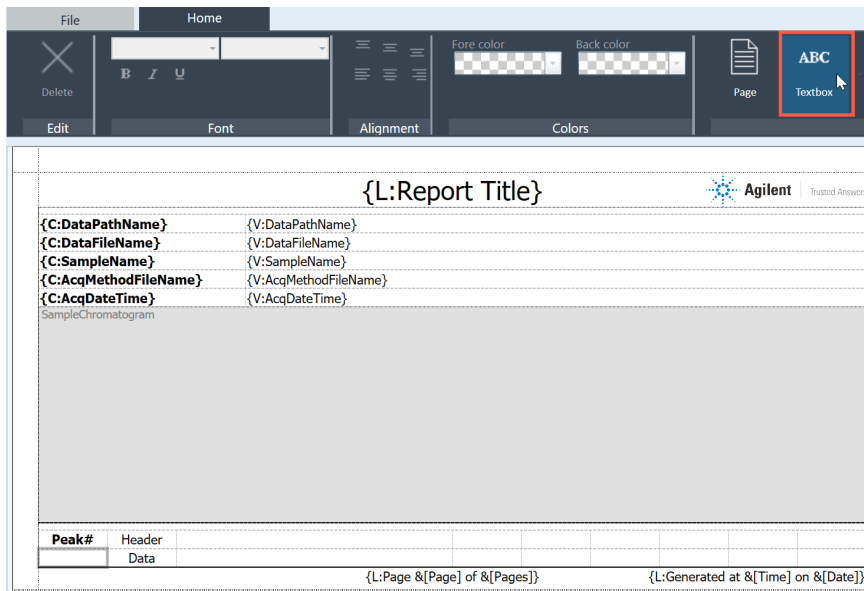 File Home
Fore color Back color
B I U
ABC
Delete Page Textbox
Edit Font Alignment Colors
{L:Report Title} Agilent Trusted Answer
{C:DataPathName} {V:DataPathName}
{C:DataFileName} {V:DataFileName}
{C:SampleName} {V:SampleName}
{C:AcqMethodFileName} {V:AcqMethodFileName}
{C:AcqDateTime} {V:AcqDateTime}
SampleChromatogram
Peak# Header
Data
{L:Page &[Page] of &[Pages]} {L:Generated at &[Time] on &[Date]}